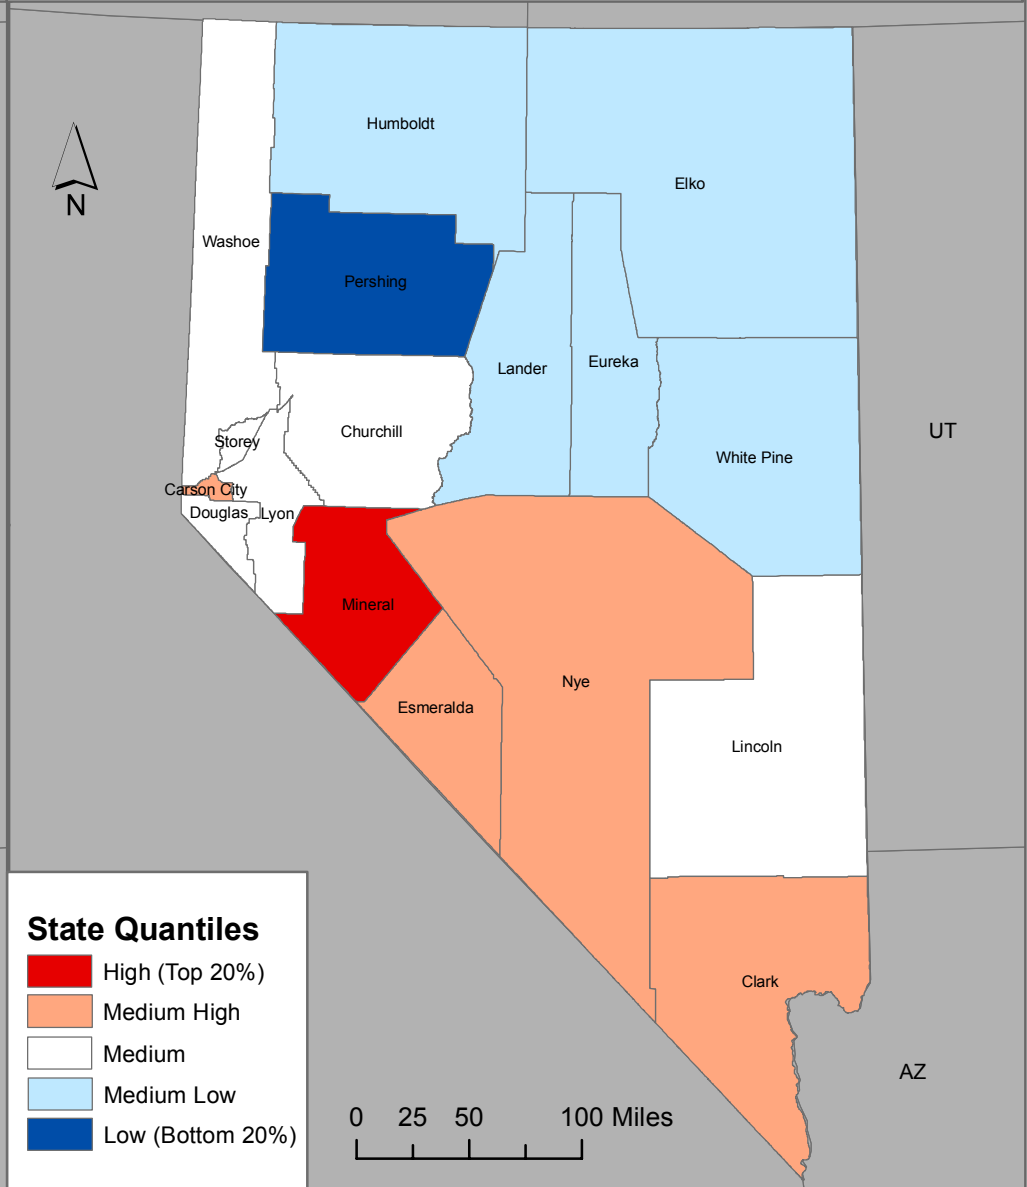 Humboldt
Elko
N
Washoe
Pershing
Lander
Eureka
UT
Churchill
Storey
White Pine
Carson City
Douglas
Lyon
Mineral
Nye
Esmeralda
Lincoln
State Quantiles
High (Top 20%)
Medium High
Medium
Medium Low
Low (Bottom 20%)
Clark
AZ
0 25 50 100 Miles